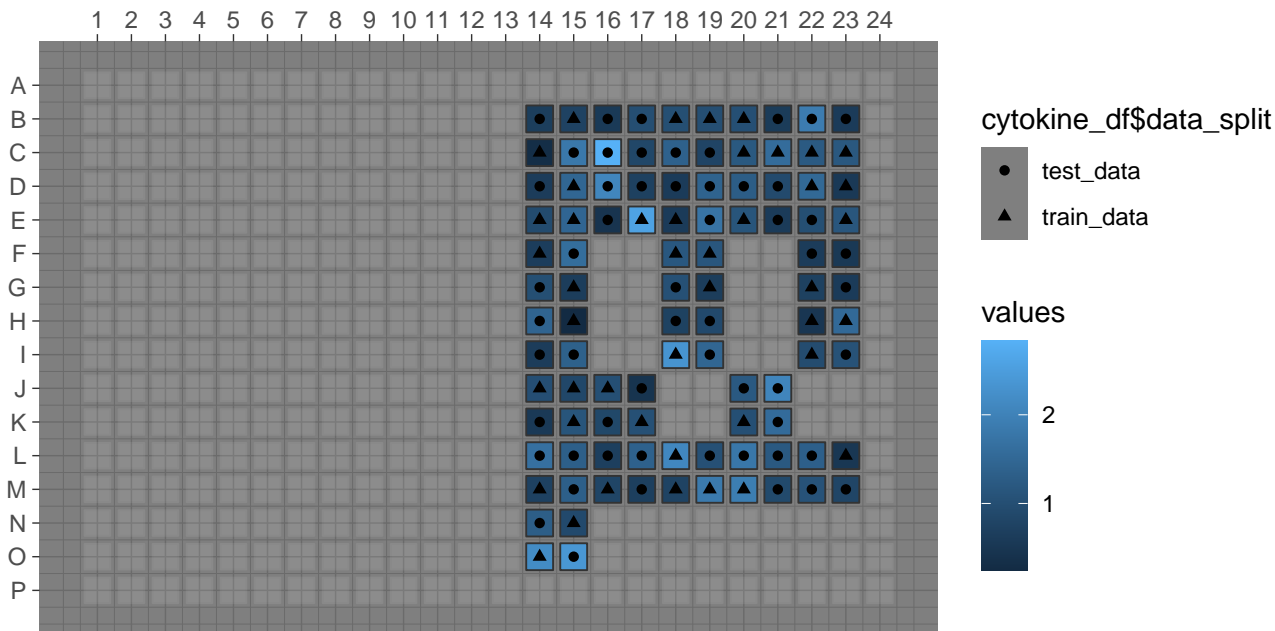 1 2 3 4 5 6 7 8 9 10 11 12 13 14 15 16 17 18 19 20 21 22 23 24
A
B
C
D
E
F
G
H
I
J
K
L
M
N
O
P
cytokine_df$data_split
test_data
train_data
values
2
1